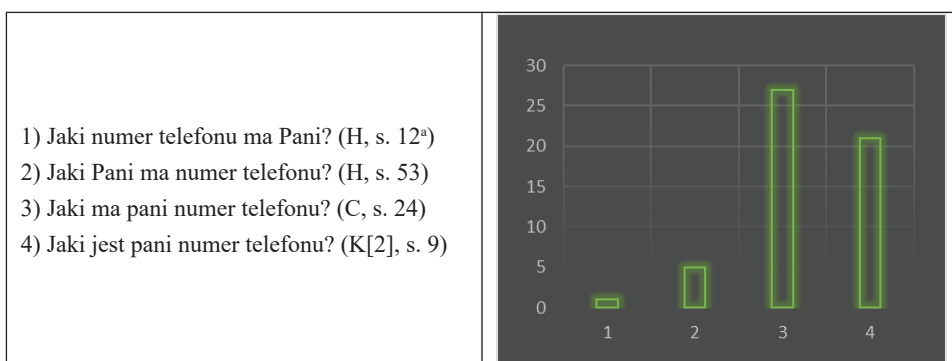 1) Jaki numer telefonu ma Pani? (H, s. 12ᵃ)
2) Jaki Pani ma numer telefonu? (H, s. 53)
3) Jaki ma pani numer telefonu? (C, s. 24)
4) Jaki jest pani numer telefonu? (K[2], s. 9)
30
25
20
15
10
5
0
1 2 3 4